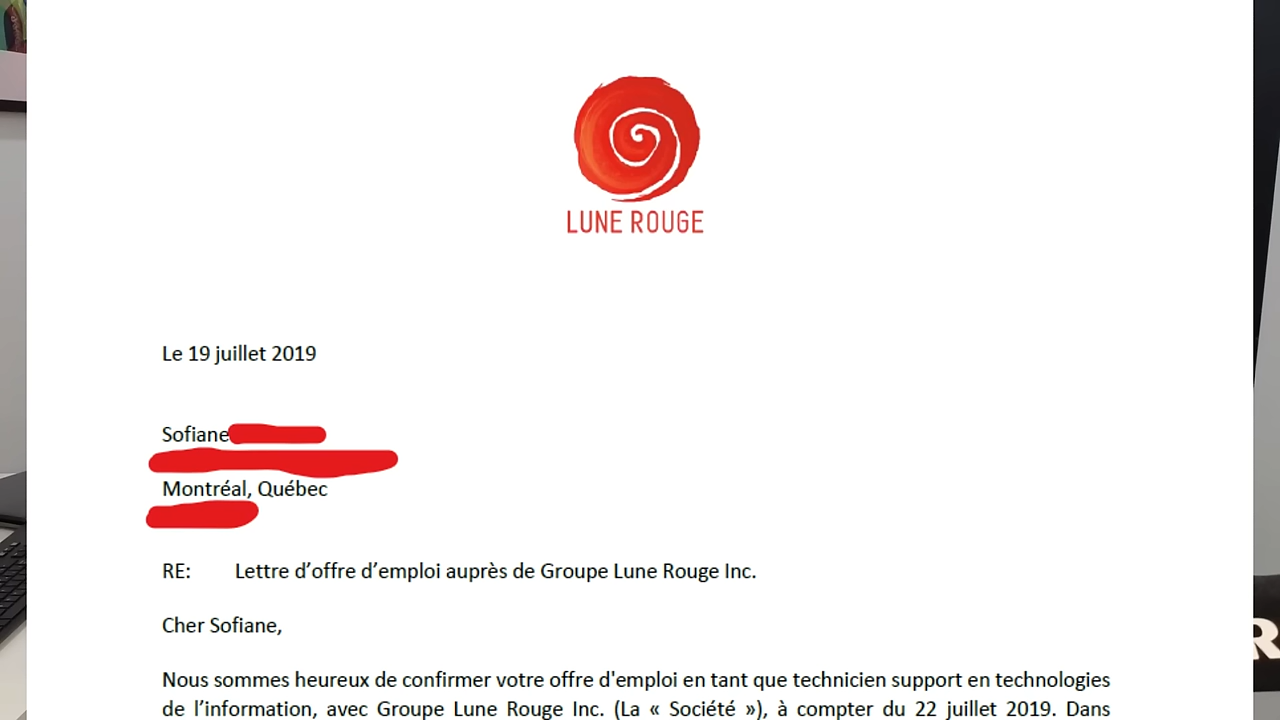 LUNE ROUGE
Le 19 juillet 2019
Sofiane
Montréal, Québec
RE: Lettre d’offre d’emploi auprès de Groupe Lune Rouge Inc.
Cher Sofiane,
Nous sommes heureux de confirmer votre offre d'emploi en tant que technicien support en technologies
de l’information, avec Groupe Lune Rouge Inc. (La « Société »), à compter du 22 juillet 2019. Dans
R